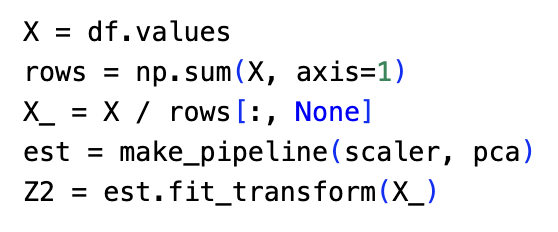 X = df.values
rows = np.sum(X, axis=1)
X_ = X / rows[:, None]
est = make_pipeline(scaler, pca)
Z2 = est.fit_transform(X_)